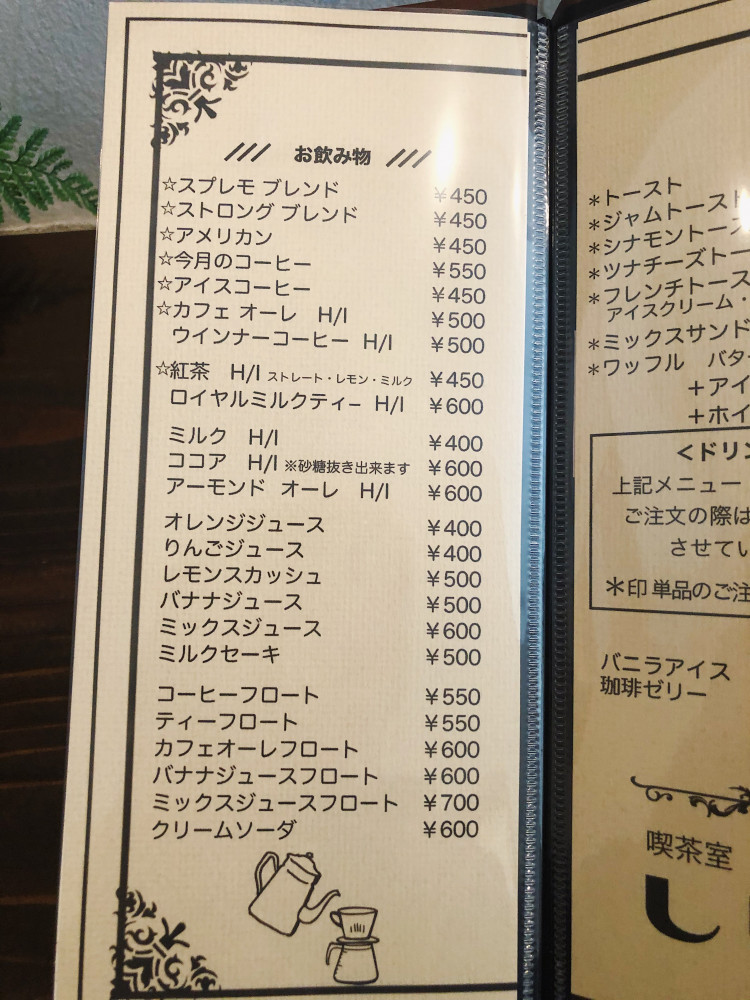 お飲み物
☆スプレモ ブレンド ￥450
☆ストロング ブレンド ￥450
☆アメリカン ￥450
☆今月のコーヒー ￥550
☆アイスコーヒー ￥450
☆カフェ オーレ H/I ￥500
ウインナーコーヒー H/I ￥500
☆紅茶 H/I ストレート・レモン・ミルク ￥450
ロイヤルミルクティー H/I ￥600
ミルク H/I ￥400
ココア H/I ※砂糖抜き出来ます ￥600
アーモンド オーレ H/I ￥600
オレンジジュース ￥400
りんごジュース ￥400
レモンスカッシュ ￥500
バナナジュース ￥500
ミックスジュース ￥600
ミルクセーキ ￥500
コーヒーフロート ￥550
ティーフロート ￥550
カフェオーレフロート ￥600
バナナジュースフロート ￥600
ミックスジュースフロート ￥700
クリームソーダ ￥600
＊トースト
＊ジャムトースト
＊シナモントース
＊ツナチーズトー
＊フレンチトース
アイスクリーム・
＊ミックスサンド
＊ワッフル バタ
＋アイ
＋ホイ
＜ドリン
上記メニュー
ご注文の際は
させてい
＊印 単品のご注
バニラアイス
珈琲ゼリー
喫茶室